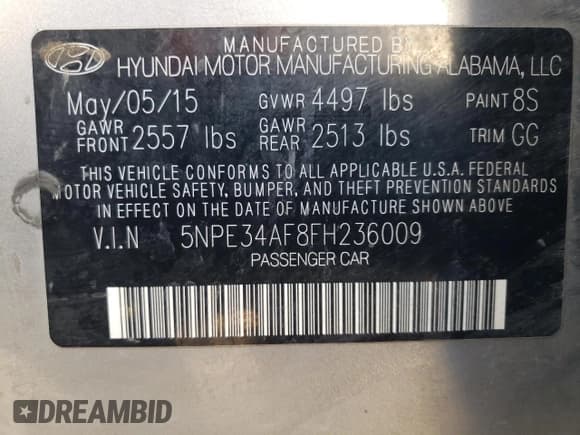 MANUFACTURED BY
HYUNDAI MOTOR MANUFACTURING ALABAMA, LLC
May/05/15 GVWR 4497 lbs PAINT 8S
GAWR FRONT 2557 lbs GAWR REAR 2513 lbs TRIM GG
THIS VEHICLE CONFORMS TO ALL APPLICABLE U.S.A. FEDERAL
MOTOR VEHICLE SAFETY, BUMPER, AND THEFT PREVENTION STANDARDS
IN EFFECT ON THE DATE OF MANUFACTURE SHOWN ABOVE
V.I.N 5NPE34AF8FH236009
PASSENGER CAR
DREAMBID